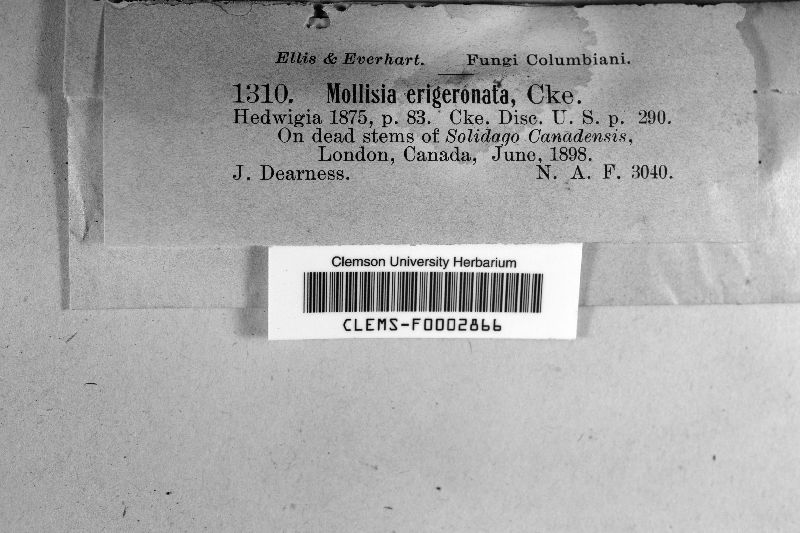 Ellis & Everhart. Fungi Columbiani.
1310. Mollisia erigeronata, Cke.
Hedwigia 1875, p. 83. Cke. Disc. U. S. p. 290.
On dead stems of Solidago Canadensis,
London, Canada, June, 1898.
J. Dearness. N. A. F. 3040.
Clemson University Herbarium
CLEMS-F0002866